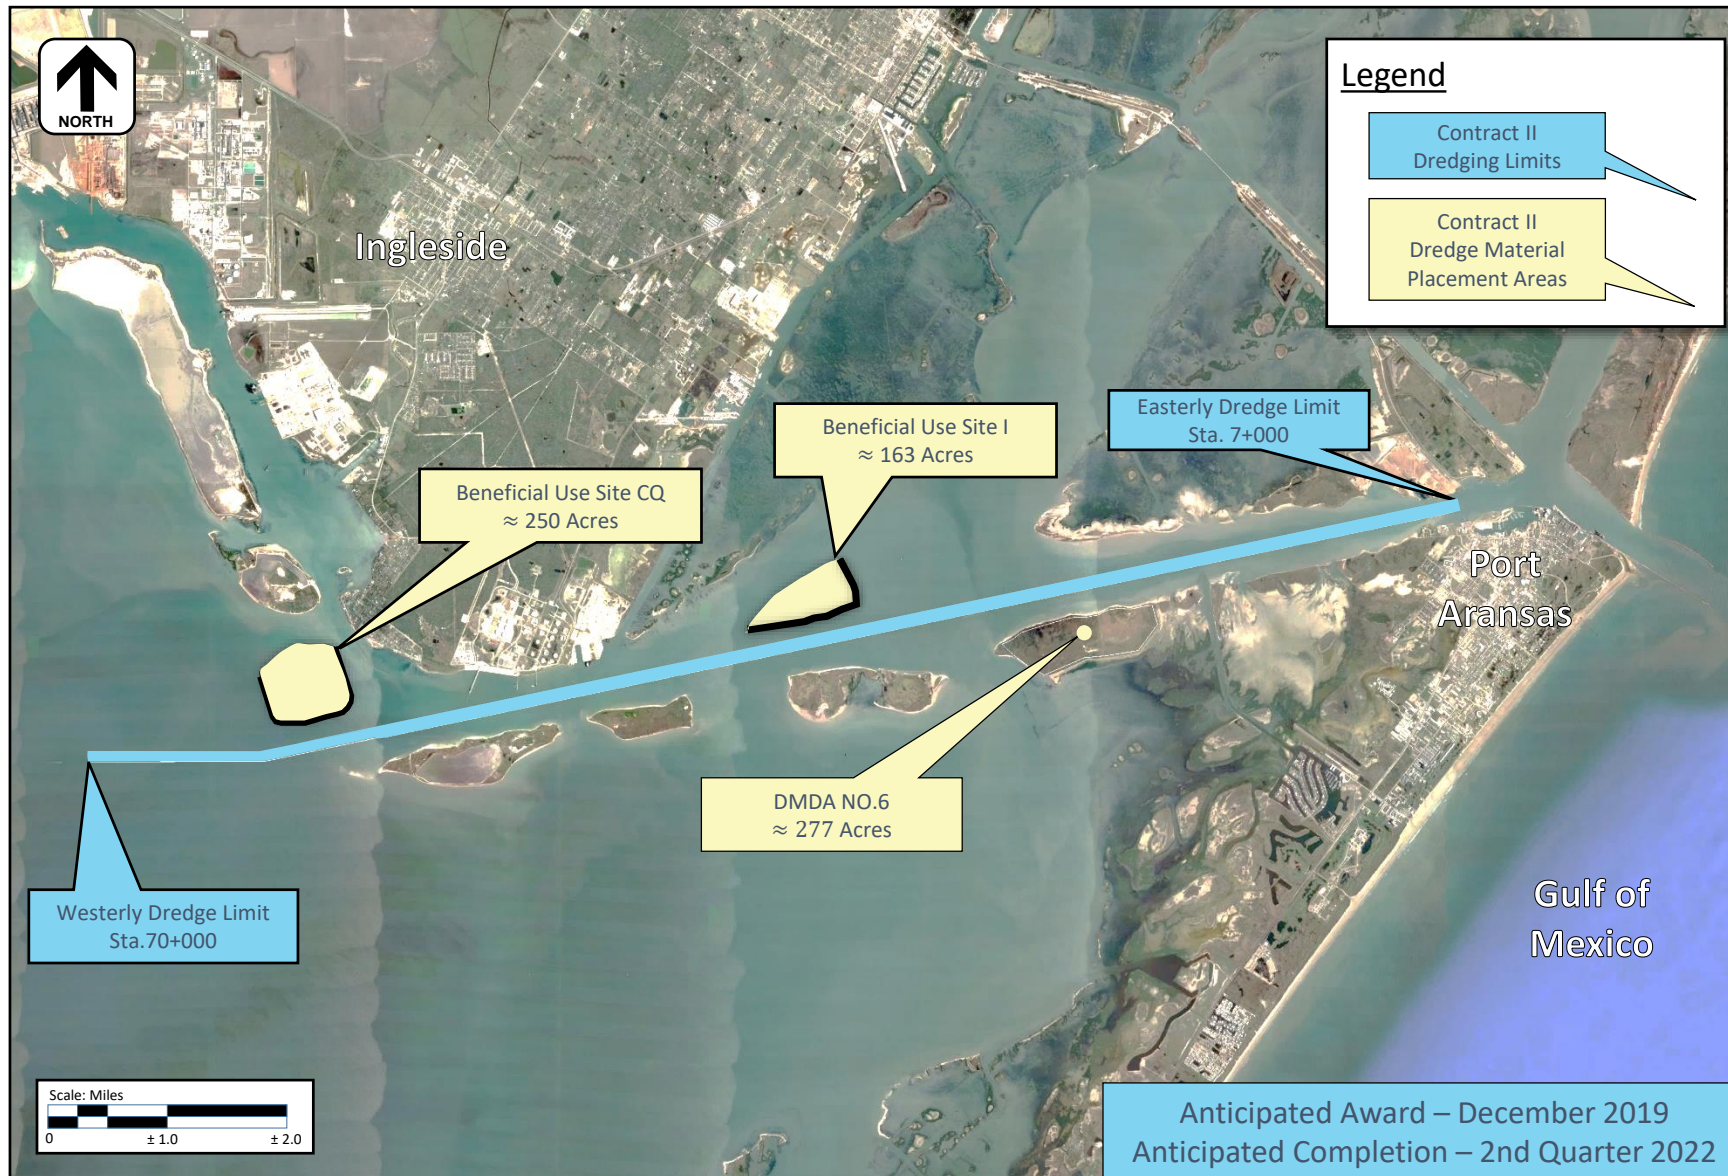 NORTH
Legend
Contract II
Dredging Limits
Contract II
Dredge Material
Placement Areas
Ingleside
Easterly Dredge Limit
Sta. 7+000
Beneficial Use Site I
≈ 163 Acres
Beneficial Use Site CQ
≈ 250 Acres
Port
Aransas
DMDA NO.6
≈ 277 Acres
Westerly Dredge Limit
Sta.70+000
Gulf of
Mexico
Scale: Miles
0 ± 1.0 ± 2.0
Anticipated Award – December 2019
Anticipated Completion – 2nd Quarter 2022